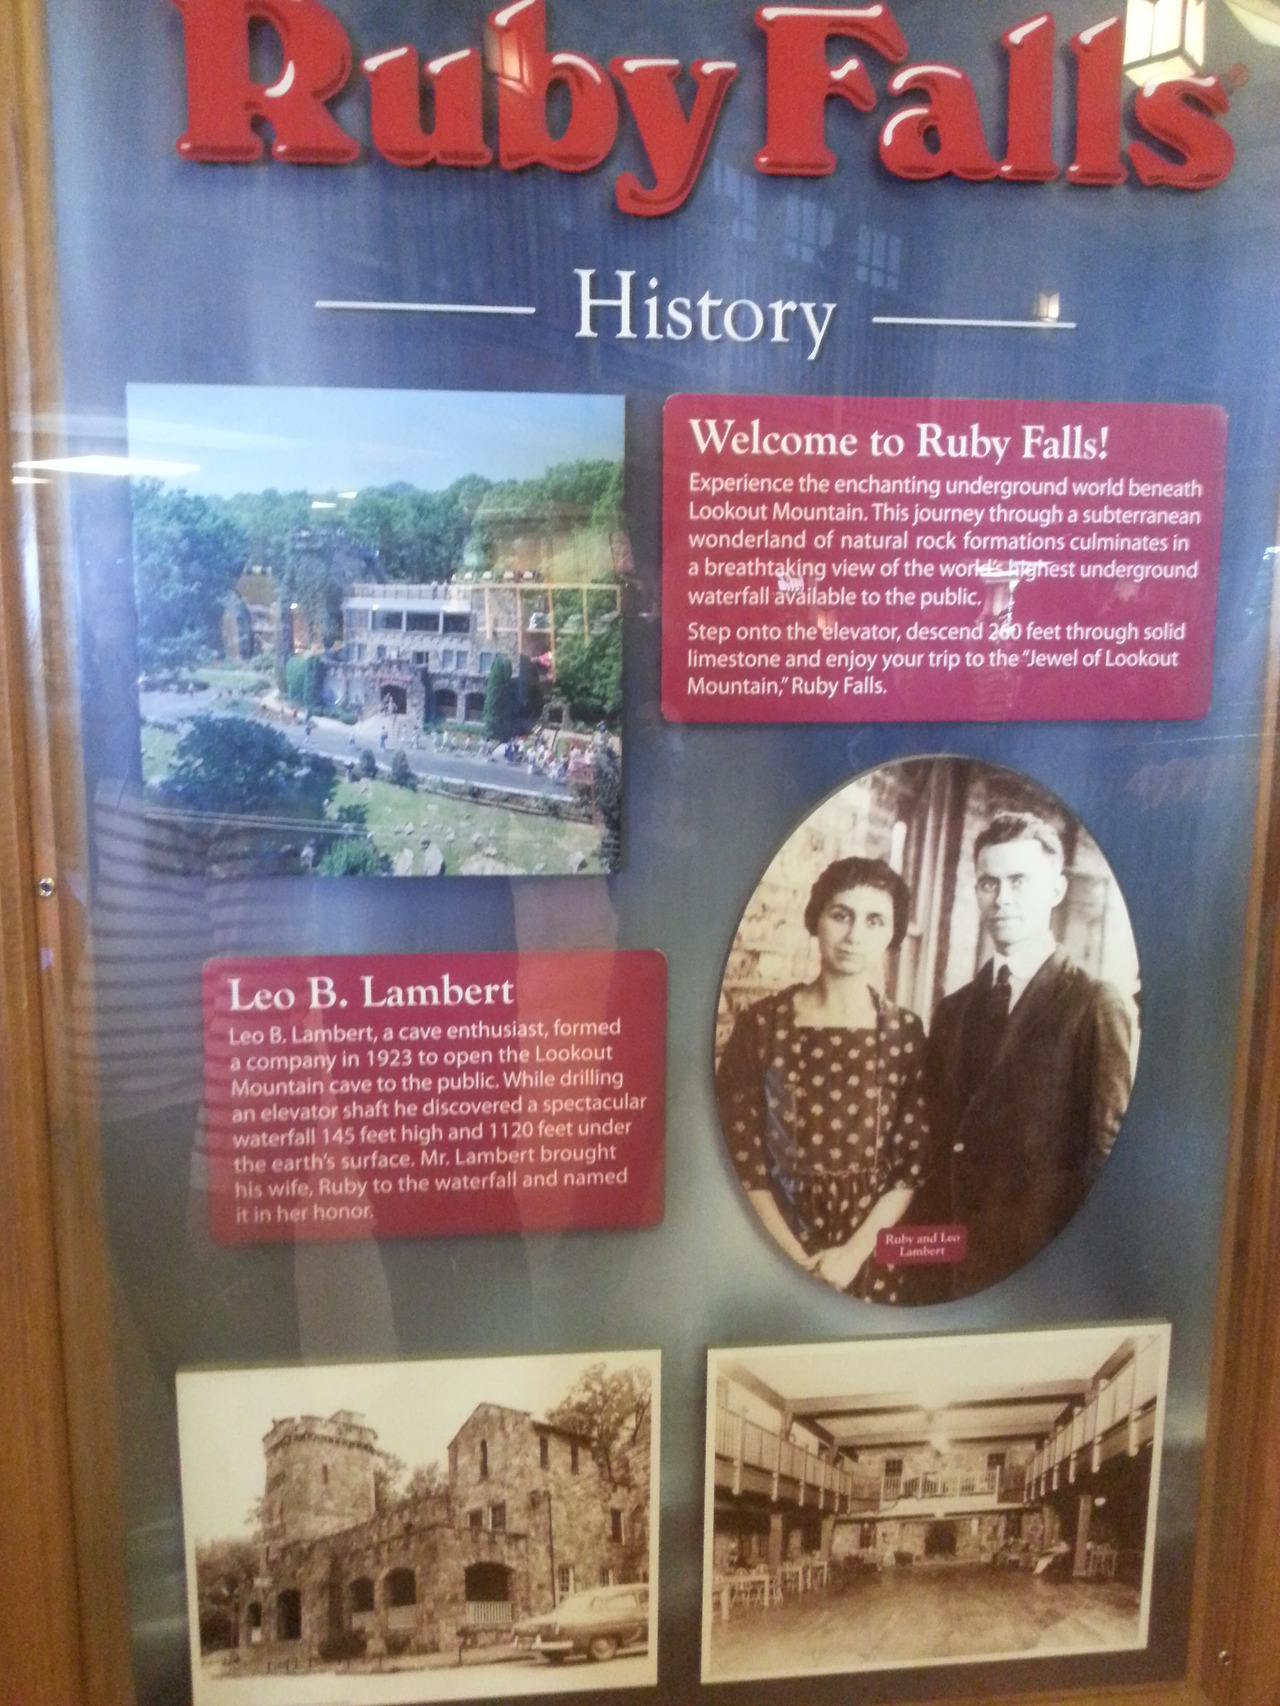 Ruby Falls
History
Welcome to Ruby Falls!
Experience the enchanting underground world beneath
Lookout Mountain. This journey through a subterranean
wonderland of natural rock formations culminates in
a breathtaking view of the world's highest underground
waterfall available to the public.
Step onto the elevator, descend 260 feet through solid
limestone and enjoy your trip to the "Jewel of Lookout
Mountain," Ruby Falls.
Leo B. Lambert
Leo B. Lambert, a cave enthusiast, formed
a company in 1923 to open the Lookout
Mountain cave to the public. While drilling
an elevator shaft he discovered a spectacular
waterfall 145 feet high and 1120 feet under
the earth's surface. Mr. Lambert brought
his wife, Ruby to the waterfall and named
it in her honor.
Ruby and Leo
Lambert